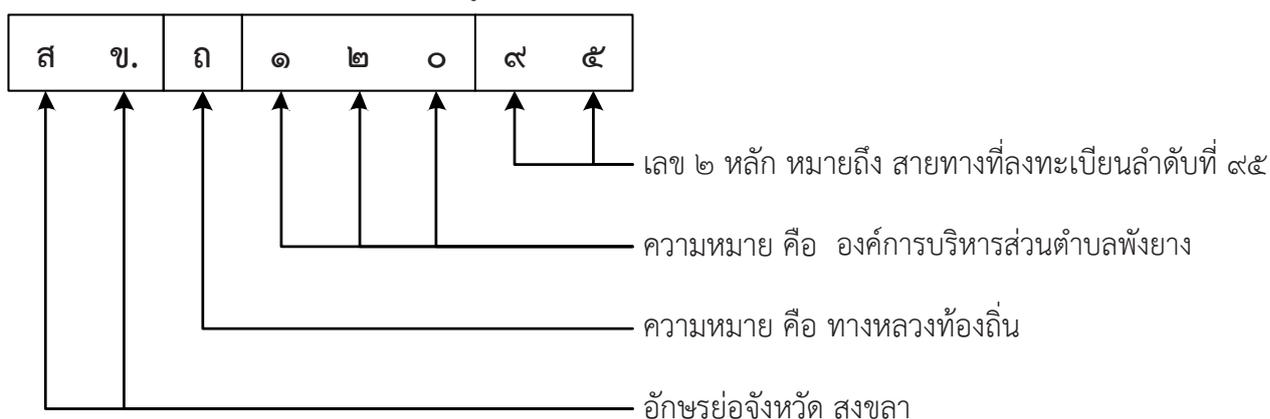 ส ข. ถ ๑ ๒ ๐ ๙ ๕
เลข ๒ หลัก หมายถึง สายทางที่ลงทะเบียนลำดับที่ ๙๕
ความหมาย คือ องค์การบริหารส่วนตำบลพังยาง
ความหมาย คือ ทางหลวงท้องถิ่น
อักษรย่อจังหวัด สงขลา